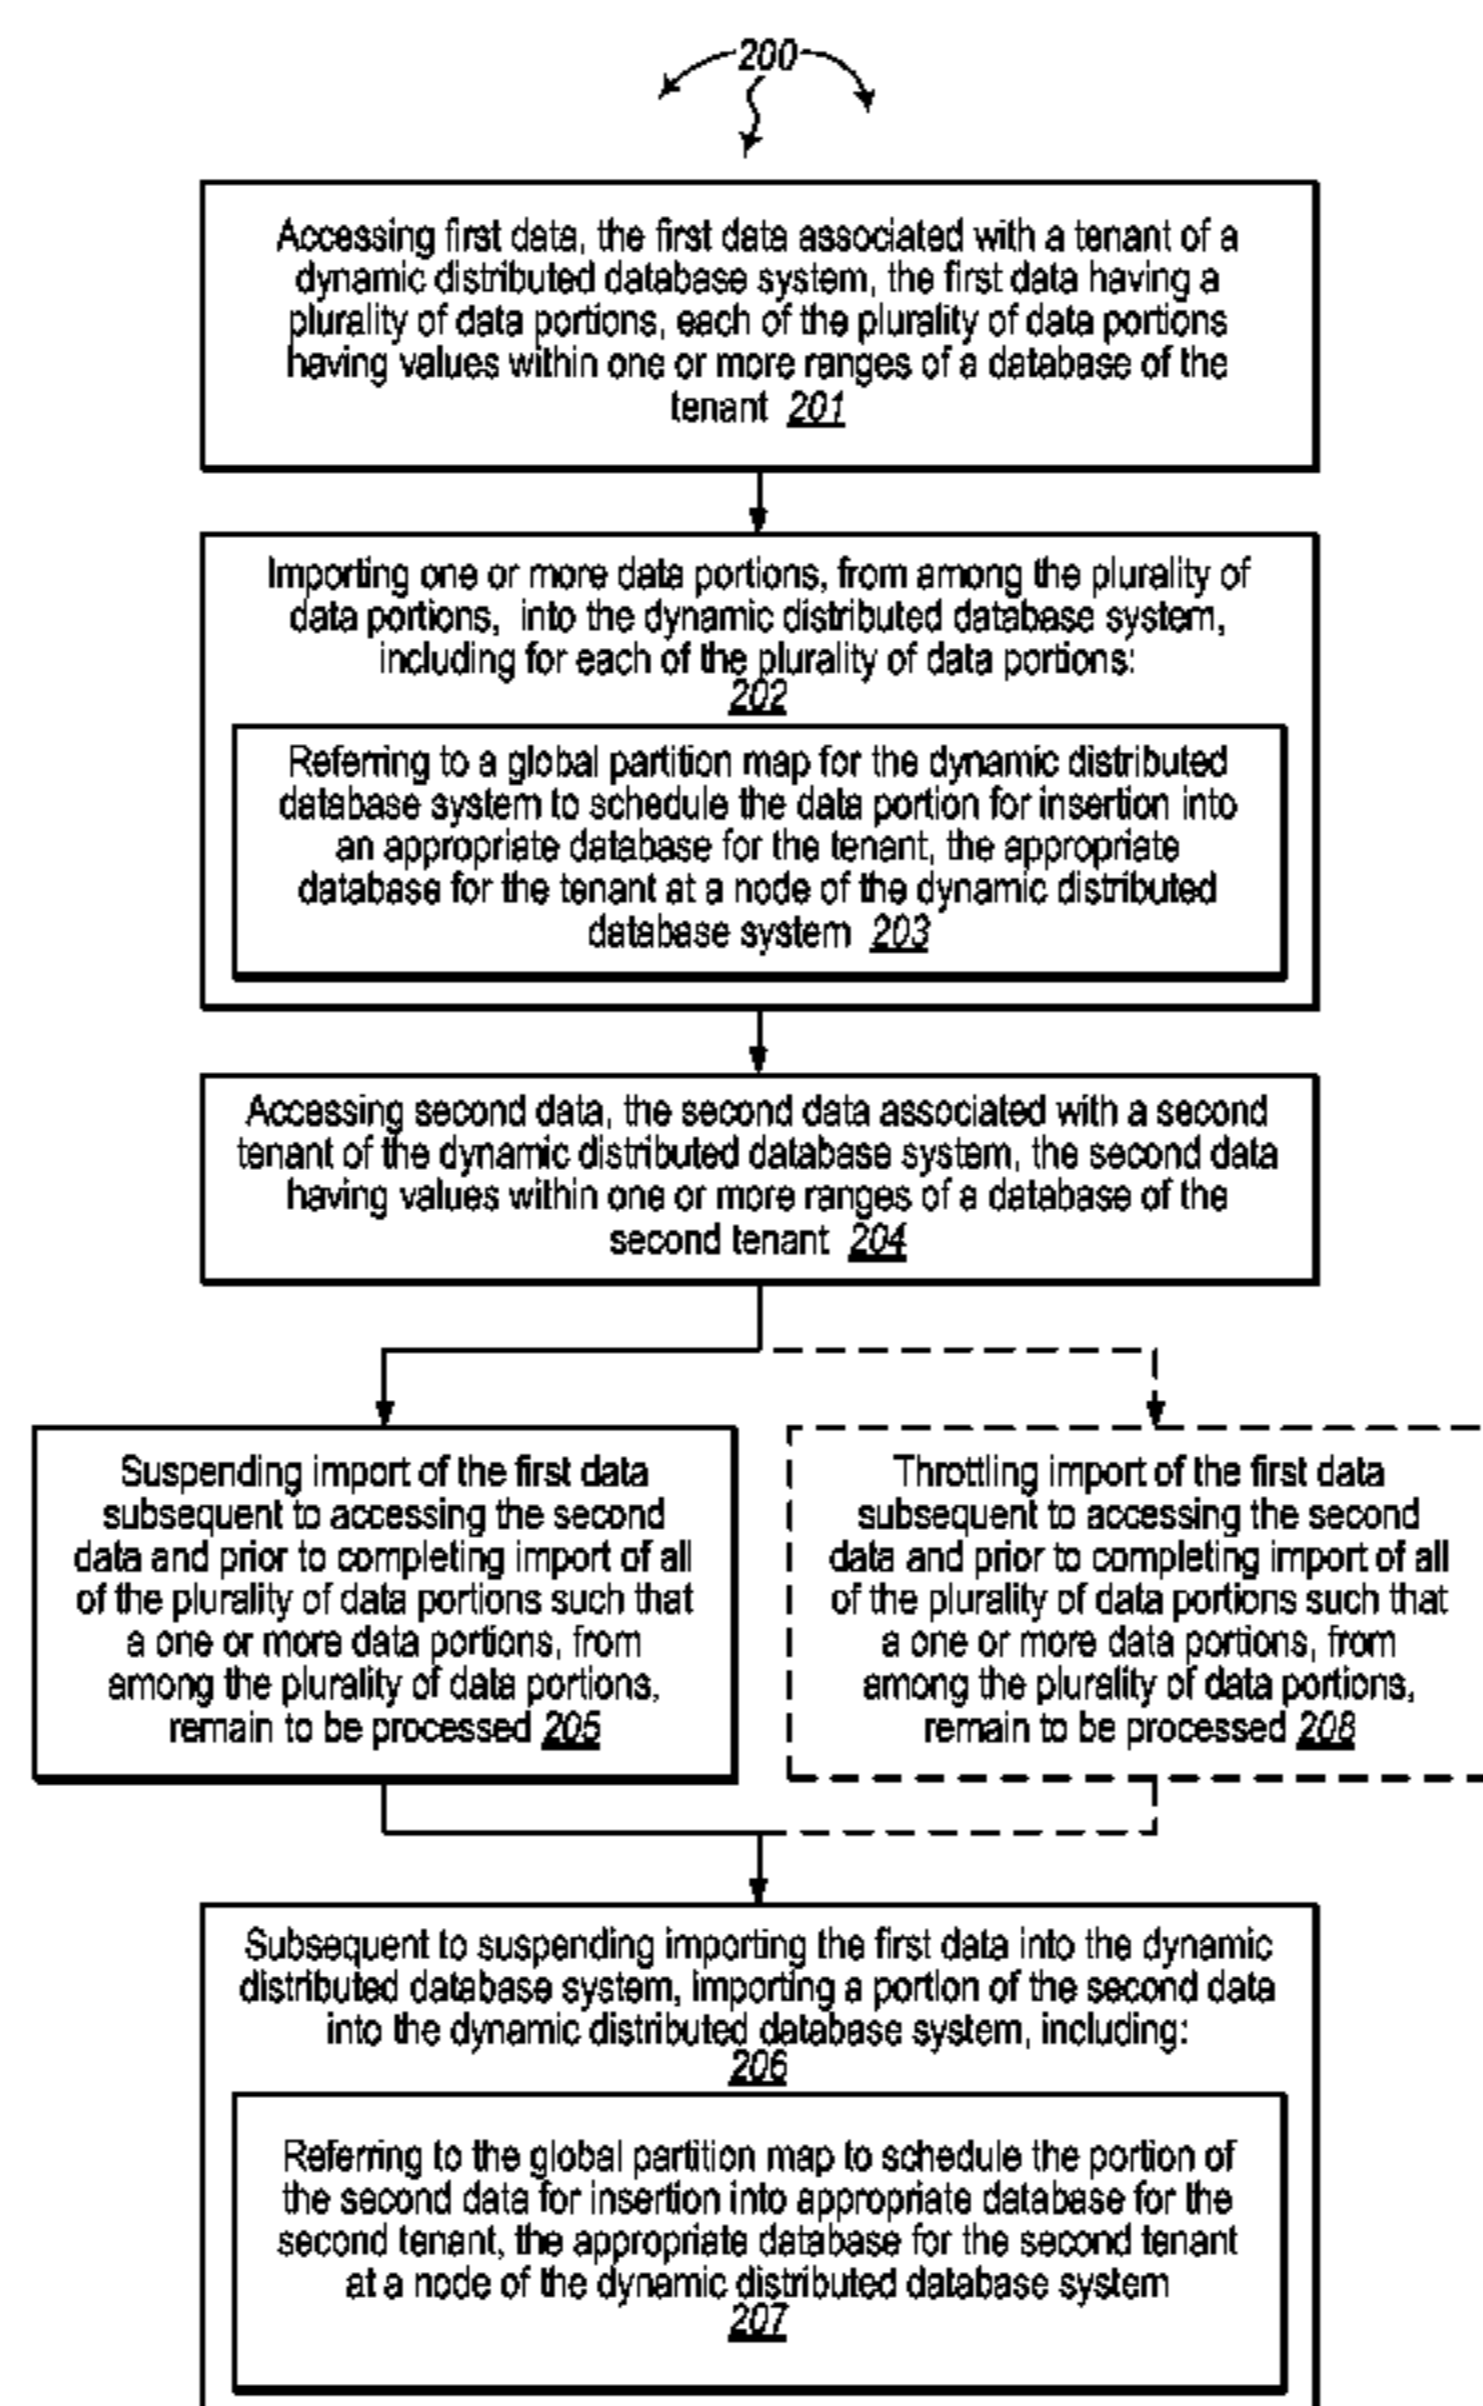 200
Accessing first data, the first data associated with a tenant of a
dynamic distributed database system, the first data having a
plurality of data portions, each of the plurality of data portions
having values within one or more ranges of a database of the
tenant 201
Importing one or more data portions, from among the plurality of
data portions, into the dynamic distributed database system,
including for each of the plurality of data portions:
202
Referring to a global partition map for the dynamic distributed
database system to schedule the data portion for insertion into
an appropriate database for the tenant, the appropriate
database for the tenant at a node of the dynamic distributed
database system 203
Accessing second data, the second data associated with a second
tenant of the dynamic distributed database system, the second data
having values within one or more ranges of a database of the
second tenant 204
Suspending import of the first data
subsequent to accessing the second
data and prior to completing import of all
of the plurality of data portions such that
a one or more data portions, from
among the plurality of data portions,
remain to be processed 205
Throttling import of the first data
subsequent to accessing the second
data and prior to completing import of all
of the plurality of data portions such that
a one or more data portions, from
among the plurality of data portions,
remain to be processed 208
Subsequent to suspending importing the first data into the dynamic
distributed database system, importing a portion of the second data
into the dynamic distributed database system, including:
206
Referring to the global partition map to schedule the portion of
the second data for insertion into appropriate database for the
second tenant, the appropriate database for the second tenant
at a node of the dynamic distributed database system
207